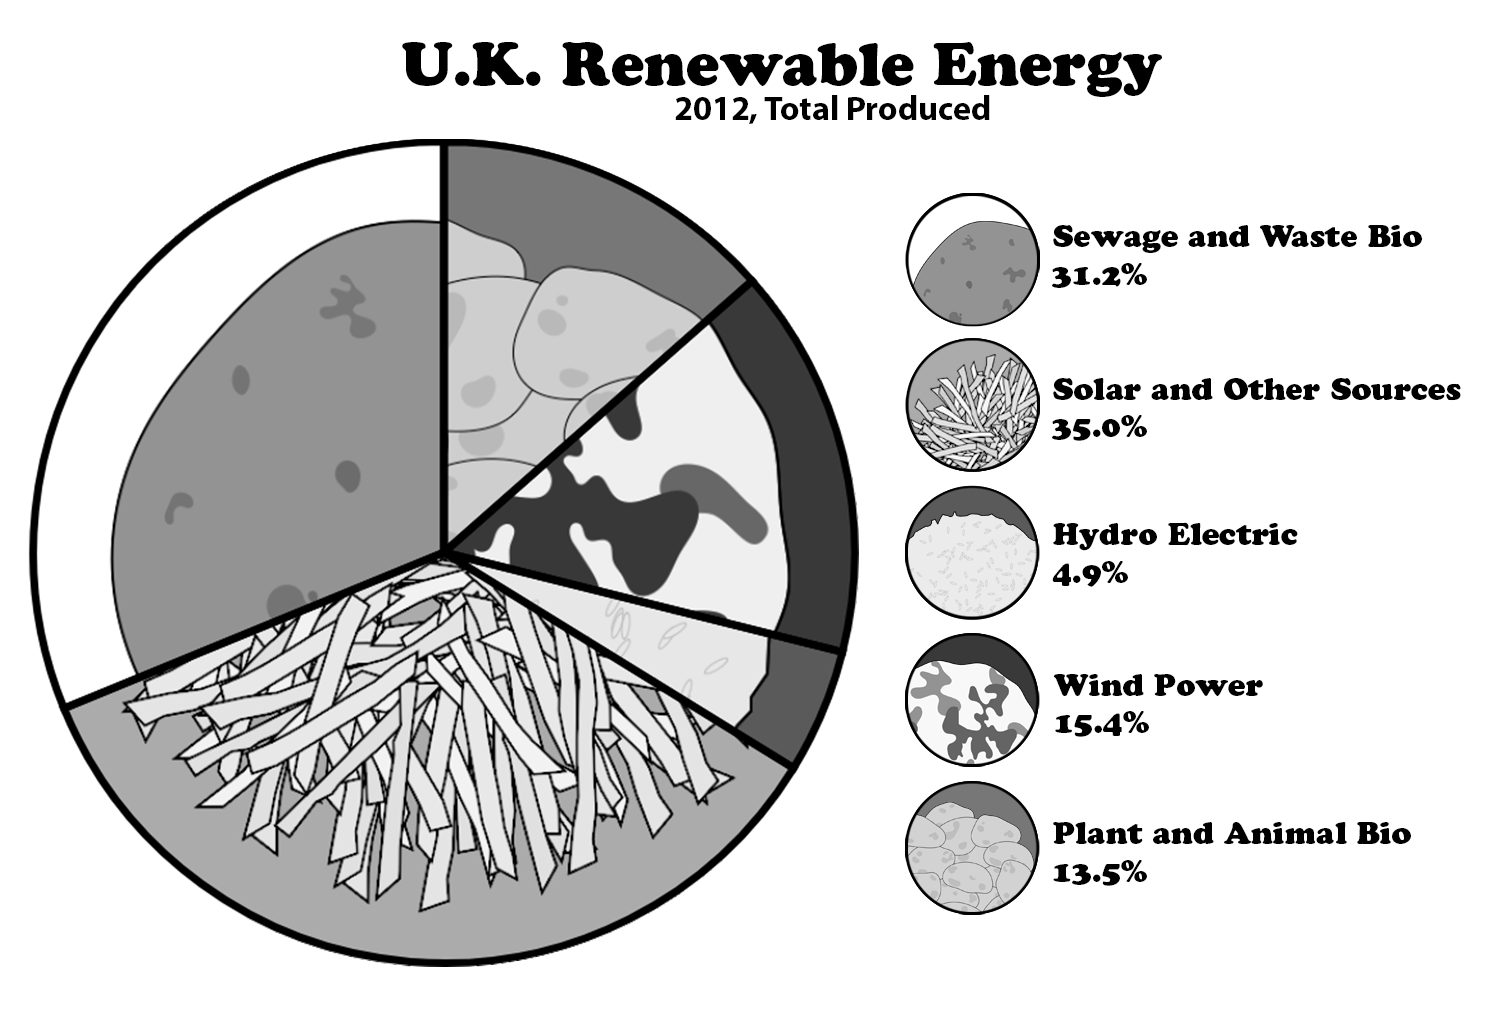 U.K. Renewable Energy
2012, Total Produced
Sewage and Waste Bio
31.2%
Solar and Other Sources
35.0%
Hydro Electric
4.9%
Wind Power
15.4%
Plant and Animal Bio
13.5%